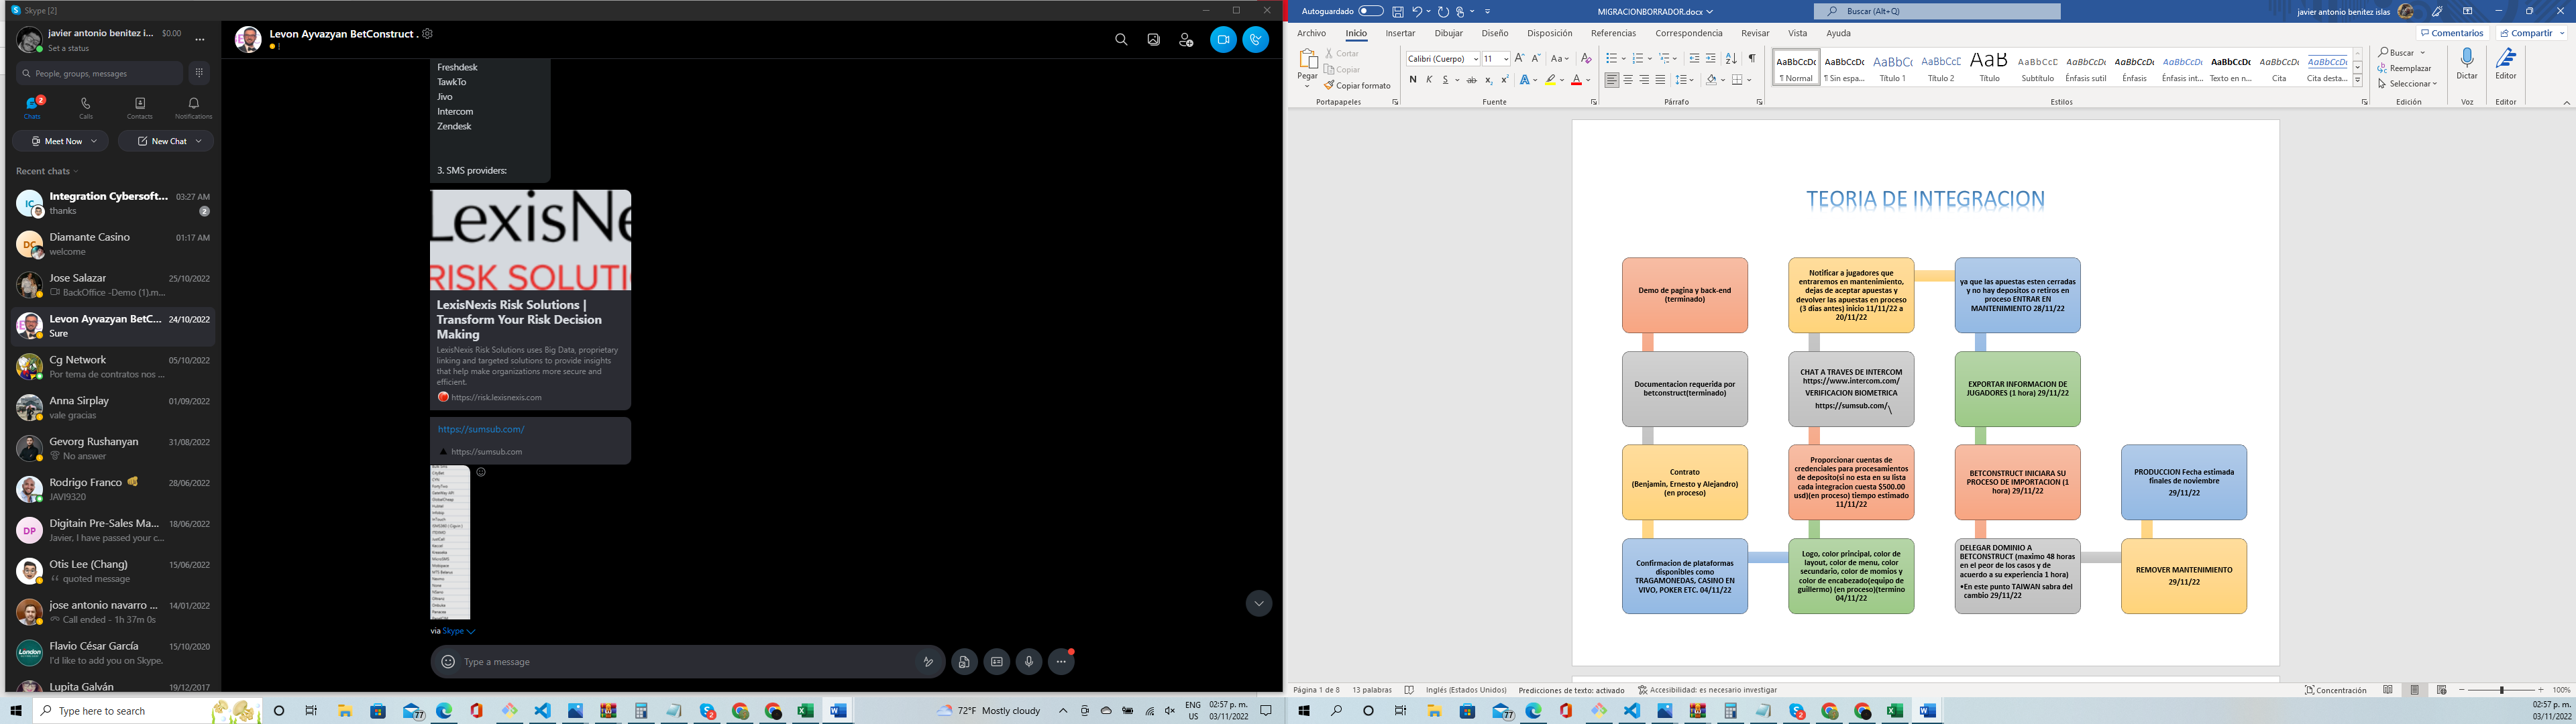 Skype [2]
javier antonio benitez i...
$0.00
Set a status
People, groups, messages
2
Chats
Calls
Contacts
Notifications
Meet Now
New Chat
Recent chats
Integration Cybersoft...
03:27 AM
thanks
2
Diamante Casino
01:17 AM
welcome
Jose Salazar
25/10/2022
BackOffice -Demo (1).m...
Levon Ayvazyan BetC...
24/10/2022
Sure
Cg Network
05/10/2022
Por tema de contratos nos ...
Anna Sirplay
01/09/2022
vale gracias
Gevorg Rushanyan
31/08/2022
No answer
Rodrigo Franco
28/06/2022
JAVI9320
Digitain Pre-Sales Ma...
18/06/2022
Javier, I have passed your c...
Otis Lee (Chang)
15/06/2022
quoted message
jose antonio navarro ...
14/01/2022
Call ended - 1h 37m 0s
Flavio César García
15/10/2020
I'd like to add you on Skype.
Lupita Galván
19/12/2017
Levon Ayvazyan BetConstruct .
Freshdesk
TawkTo
Jivo
Intercom
Zendesk
3. SMS providers:
LexisNe
RISK SOLUTI
LexisNexis Risk Solutions |
Transform Your Risk Decision
Making
LexisNexis Risk Solutions uses Big Data, proprietary
linking and targeted solutions to provide insights
that help make organizations more secure and
efficient.
https://risk.lexisnexis.com
https://sumsub.com/
https://sumsub.com
via Skype
Type a message
Type here to search
77
2
72°F Mostly cloudy
ENG
US
02:57 p. m.
03/11/2022
Autoguardado
MIGRACIONBORRADOR.docx
Buscar (Alt+Q)
javier antonio benitez islas
Archivo Inicio Insertar Dibujar Diseño Disposición Referencias Correspondencia Revisar Vista Ayuda
Comentarios
Compartir
Pegar
Cortar
Copiar
Copiar formato
Portapapeles
Calibri (Cuerpo)
11
N K S
Fuente
Párrafo
AaBbCcDc
¶ Normal
AaBbCcDc
¶ Sin espa...
AaBbCc
Título 1
AaBbCcD
Título 2
AaB
Título
AaBbCcD
Subtítulo
AaBbCcDc
Énfasis sutil
AaBbCcDc
Énfasis
AaBbCcDc
Énfasis int...
AaBbCcDc
Texto en n...
AaBbCcDc
Cita
AaBbCcDc
Cita desta...
Estilos
Buscar
Reemplazar
Seleccionar
Edición
Dictar
Voz
Editor
Editor
TEORIA DE INTEGRACION
Demo de pagina y back-end
(terminado)
Documentacion requerida por
betconstruct(terminado)
Contrato
(Benjamin, Ernesto y Alejandro)
(en proceso)
Confirmacion de plataformas
disponibles como
TRAGAMONEDAS, CASINO EN
VIVO, POKER ETC. 04/11/22
Notificar a jugadores que
entraremos en mantenimiento,
dejas de aceptar apuestas y
devolver las apuestas en proceso
(3 dias antes) inicio 11/11/22 a
20/11/22
CHAT A TRAVES DE INTERCOM
https://www.intercom.com/
VERIFICACION BIOMETRICA
https://sumsub.com/\
Proporcionar cuentas de
credenciales para procesamientos
de deposito(si no esta en su lista
cada integracion cuesta $500.00
usd)(en proceso) tiempo estimado
11/11/22
Logo, color principal, color de
layout, color de menu, color
secundario, color de momios y
color de encabezado(equipo de
guillermo) (en proceso)(termino
04/11/22
ya que las apuestas esten cerradas
y no hay depositos o retiros en
proceso ENTRAR EN
MANTENIMIENTO 28/11/22
EXPORTAR INFORMACION DE
JUGADORES (1 hora) 29/11/22
BETCONSTRUCT INICIARA SU
PROCESO DE IMPORTACION (1
hora) 29/11/22
DELEGAR DOMINIO A
BETCONSTRUCT (maximo 48 horas
en el peor de los casos y de
acuerdo a su experiencia 1 hora)
•En este punto TAIWAN sabra del
cambio 29/11/22
PRODUCCION Fecha estimada
finales de noviembre
29/11/22
REMOVER MANTENIMIENTO
29/11/22
Página 1 de 8
13 palabras
Inglés (Estados Unidos)
Predicciones de texto: activado
Accesibilidad: es necesario investigar
Concentración
100%
77
2
02:57 p. m.
03/11/2022